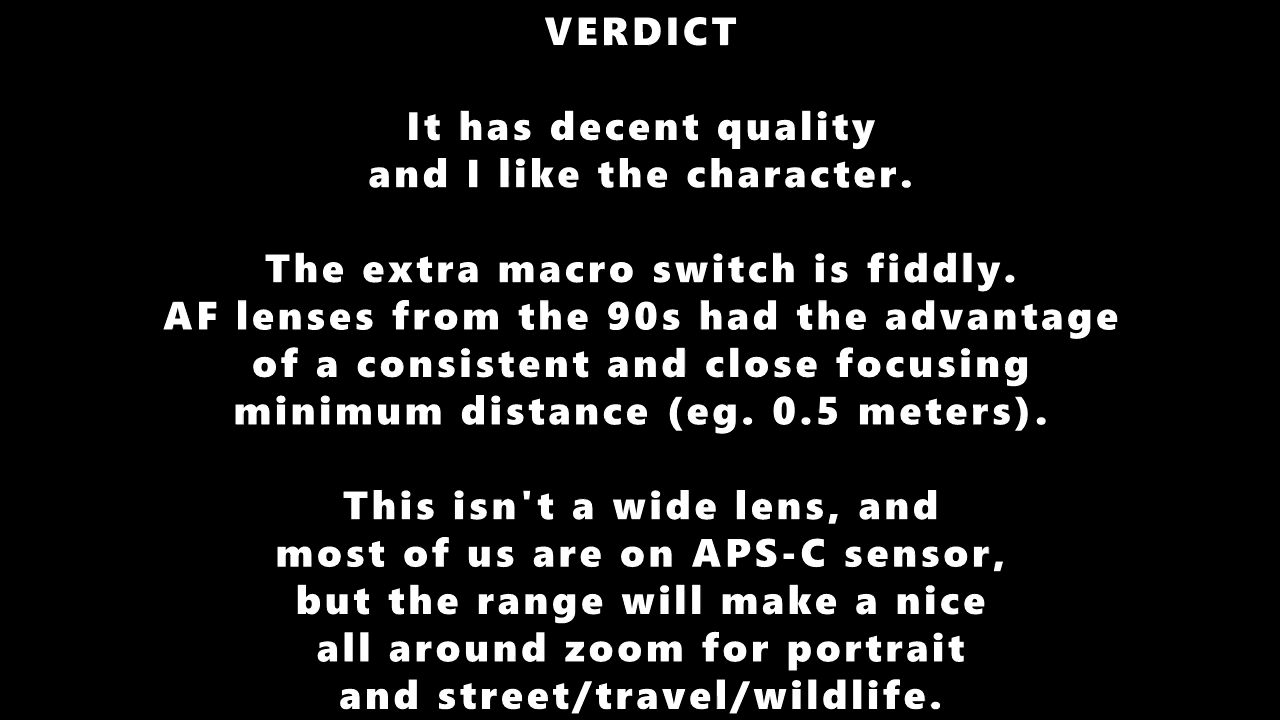 VERDICT
It has decent quality
and I like the character.
The extra macro switch is fiddly.
AF lenses from the 90s had the advantage
of a consistent and close focusing
minimum distance (eg. 0.5 meters).
This isn't a wide lens, and
most of us are on APS-C sensor,
but the range will make a nice
all around zoom for portrait
and street/travel/wildlife.